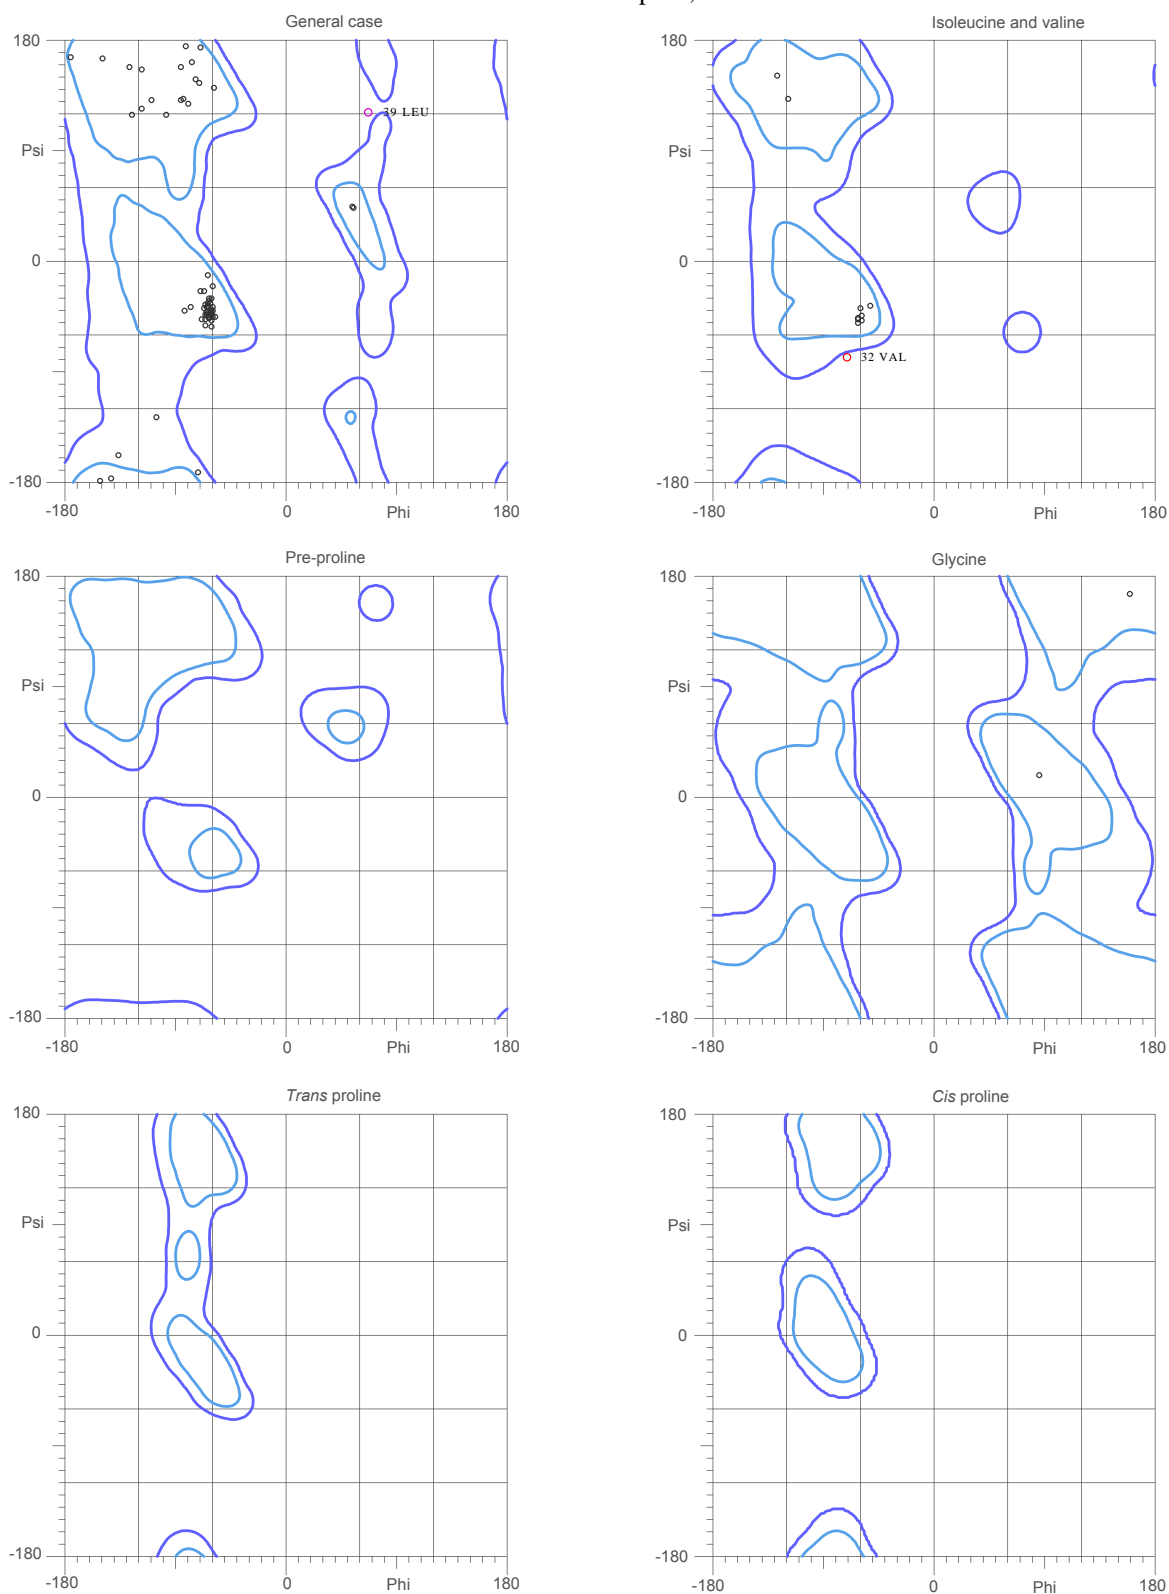 General case
Isoleucine and valine
180
39 LEU
Psi
0
-180
-180
0
Phi
180
180
Psi
0
32 VAL
-180
-180
0
Phi
180
Pre-proline
Glycine
180
Psi
0
-180
-180
0
Phi
180
180
Psi
0
-180
-180
0
Phi
180
Trans proline
Cis proline
180
Psi
0
-180
-180
0
Phi
180
180
Psi
0
-180
-180
0
Phi
180